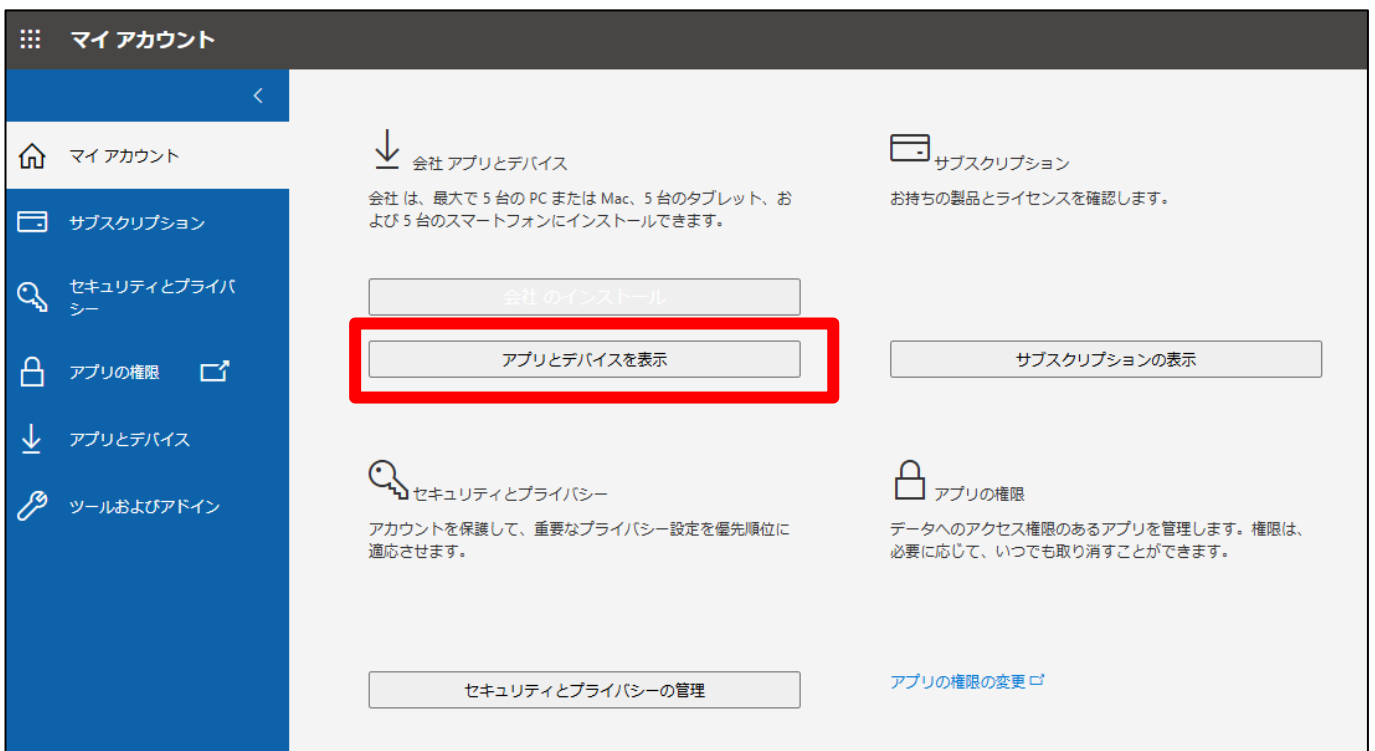 マイ アカウント
マイ アカウント
サブスクリプション
セキュリティとプライバ
シー
アプリの権限
アプリとデバイス
ツールおよびアドイン
会社 アプリとデバイス
会社 は、最大で 5 台の PC または Mac、5 台のタブレット、お
よび 5 台のスマートフォンにインストールできます。
会社 のインストール
アプリとデバイスを表示
サブスクリプション
お持ちの製品とライセンスを確認します。
サブスクリプションの表示
セキュリティとプライバシー
アカウントを保護して、重要なプライバシー設定を優先順位に
適応させます。
セキュリティとプライバシーの管理
アプリの権限
データへのアクセス権限のあるアプリを管理します。権限は、
必要に応じて、いつでも取り消すことができます。
アプリの権限の変更